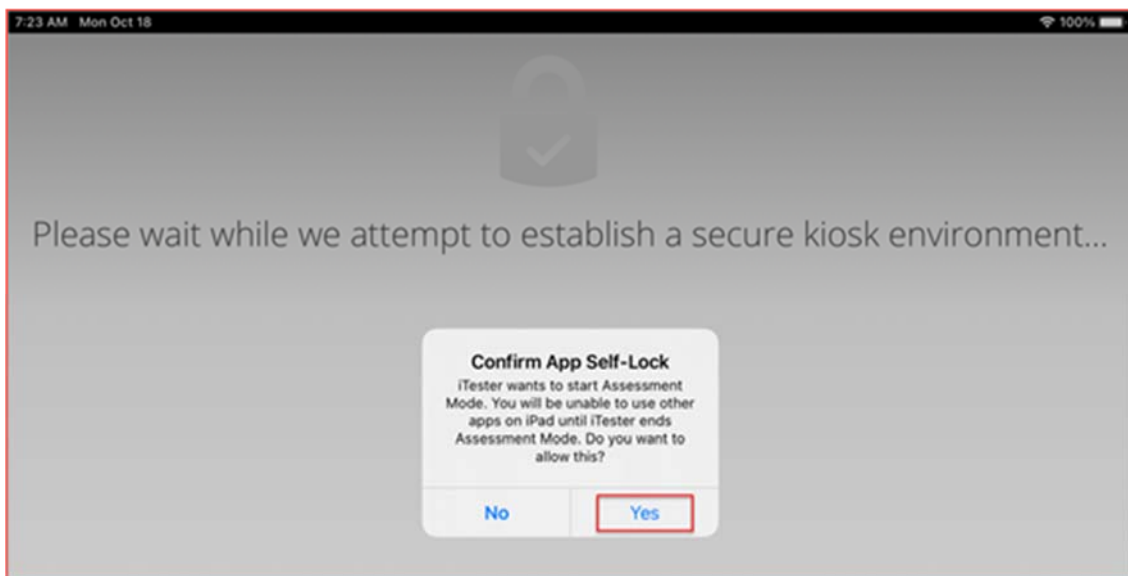 7:23 AM Mon Oct 18
100%
Please wait while we attempt to establish a secure kiosk environment...
Confirm App Self-Lock
iTester wants to start Assessment
Mode. You will be unable to use other
apps on iPad until iTester ends
Assessment Mode. Do you want to
allow this?
No
Yes